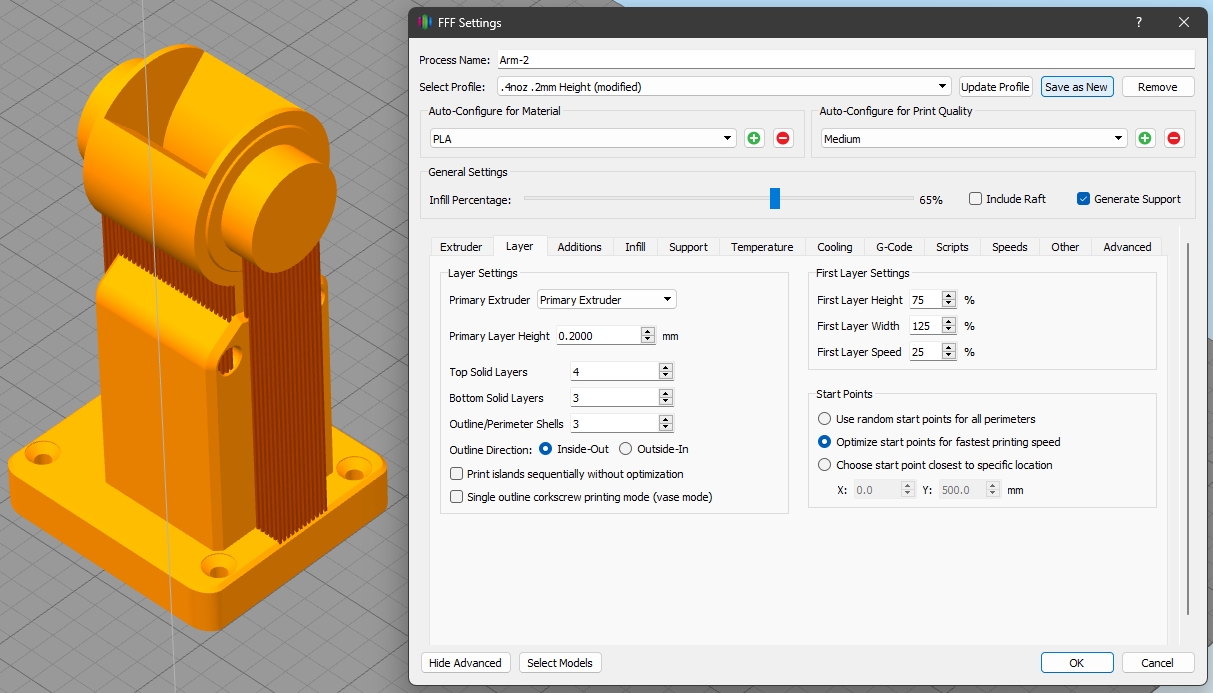 FFF Settings
?
Process Name: Arm-2
Select Profile: .4noz .2mm Height (modified) Update Profile Save as New Remove
Auto-Configure for Material Auto-Configure for Print Quality
PLA Medium
General Settings
Infill Percentage: 65% Include Raft Generate Support
Extruder Layer Additions Infill Support Temperature Cooling G-Code Scripts Speeds Other Advanced
Layer Settings
Primary Extruder Primary Extruder
Primary Layer Height 0.2000 mm
Top Solid Layers 4
Bottom Solid Layers 3
Outline/Perimeter Shells 3
Outline Direction: Inside-Out Outside-In
Print islands sequentially without optimization
Single outline corkscrew printing mode (vase mode)
First Layer Settings
First Layer Height 75 %
First Layer Width 125 %
First Layer Speed 25 %
Start Points
Use random start points for all perimeters
Optimize start points for fastest printing speed
Choose start point closest to specific location
X: 0.0 Y: 500.0 mm
Hide Advanced Select Models OK Cancel